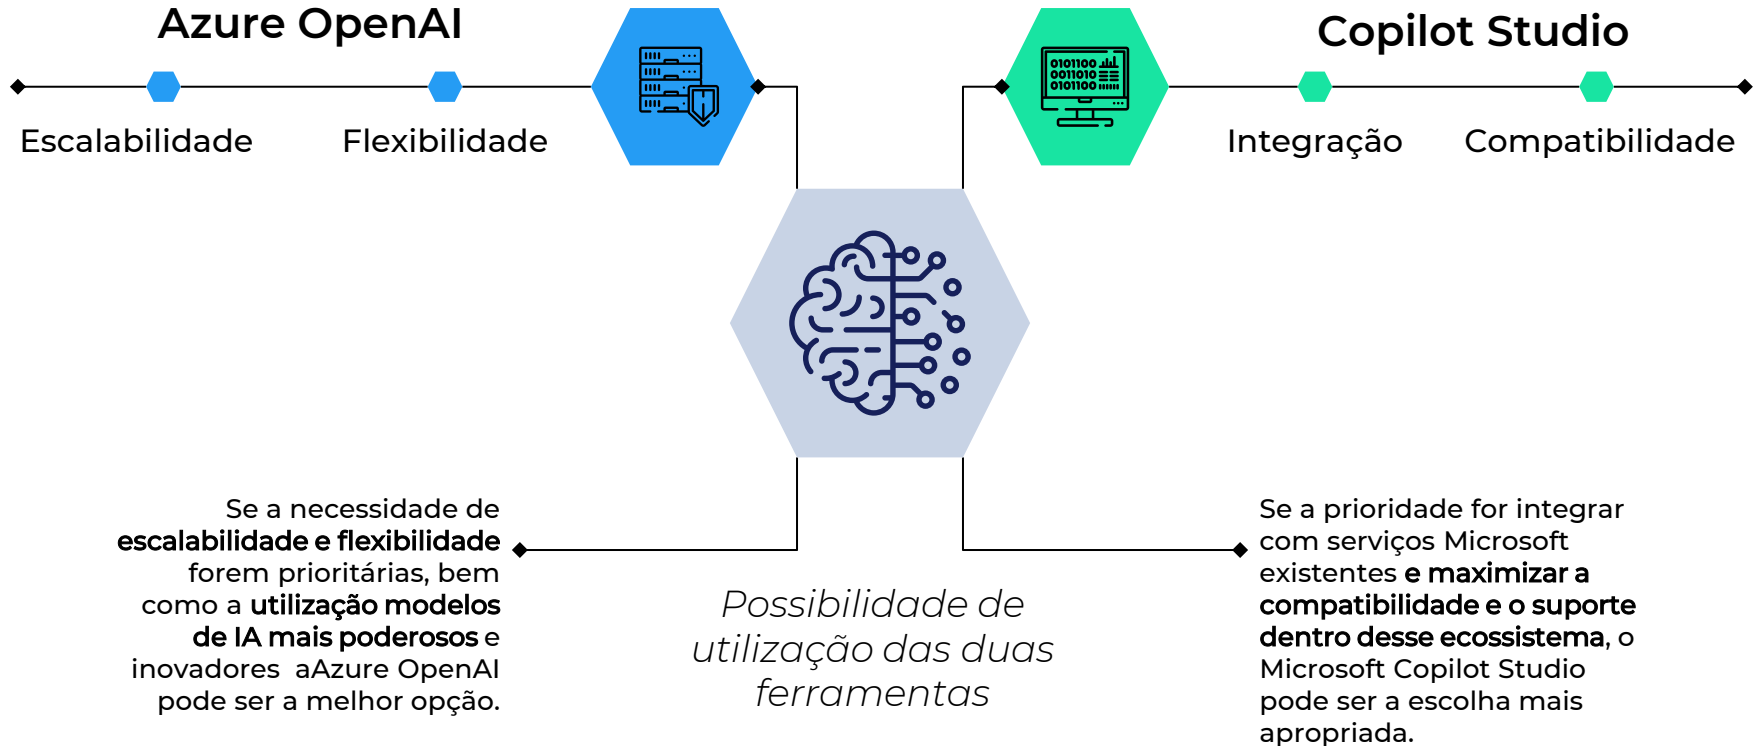 Azure OpenAI
Copilot Studio
0101100
0011010
0101100
Escalabilidade
Flexibilidade
Integração
Compatibilidade
Se a necessidade de
escalabilidade e flexibilidade
forem prioritárias, bem
como a utilização modelos
de IA mais poderosos e
inovadores  aAzure OpenAI
pode ser a melhor opção.
Possibilidade de
utilização das duas
ferramentas
Se a prioridade for integrar
com serviços Microsoft
existentes e maximizar a
compatibilidade e o suporte
dentro desse ecossistema, o
Microsoft Copilot Studio
pode ser a escolha mais
apropriada.